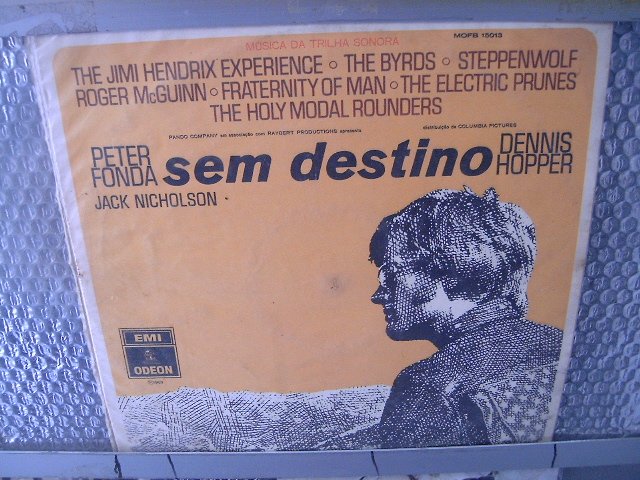 MOFB 15013
MÚSICA DA TRILHA SONORA
THE JIMI HENDRIX EXPERIENCE • THE BYRDS • STEPPENWOLF
ROGER McGUINN • FRATERNITY OF MAN • THE ELECTRIC PRUNES
THE HOLY MODAL ROUNDERS
PANDO COMPANY em associação com RAYBERT PRODUCTIONS apresenta
distribuição de COLUMBIA PICTURES
PETER FONDA
sem destino
DENNIS HOPPER
JACK NICHOLSON
EMI
ODEON